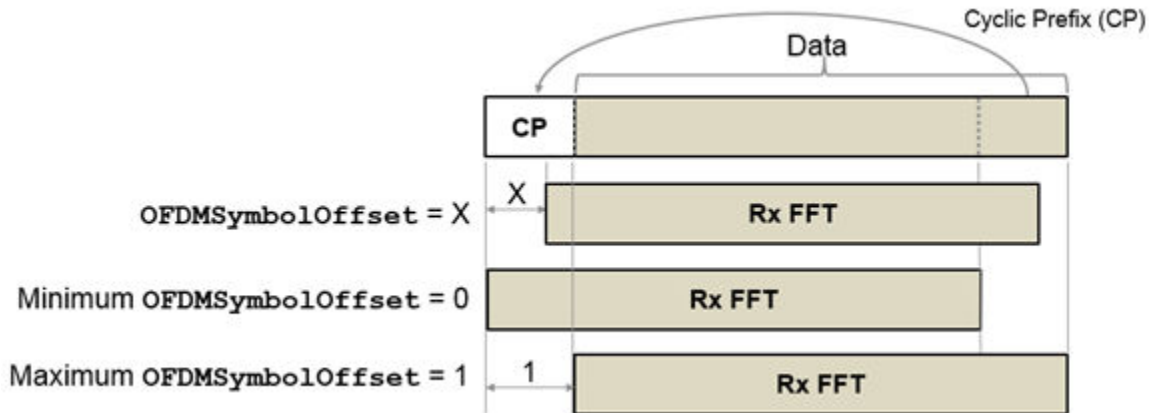 Cyclic Prefix (CP)
Data
CP
X
OFDMSymbolOffset = X
Rx FFT
Minimum OFDMSymbolOffset = 0
Rx FFT
Maximum OFDMSymbolOffset = 1
1
Rx FFT